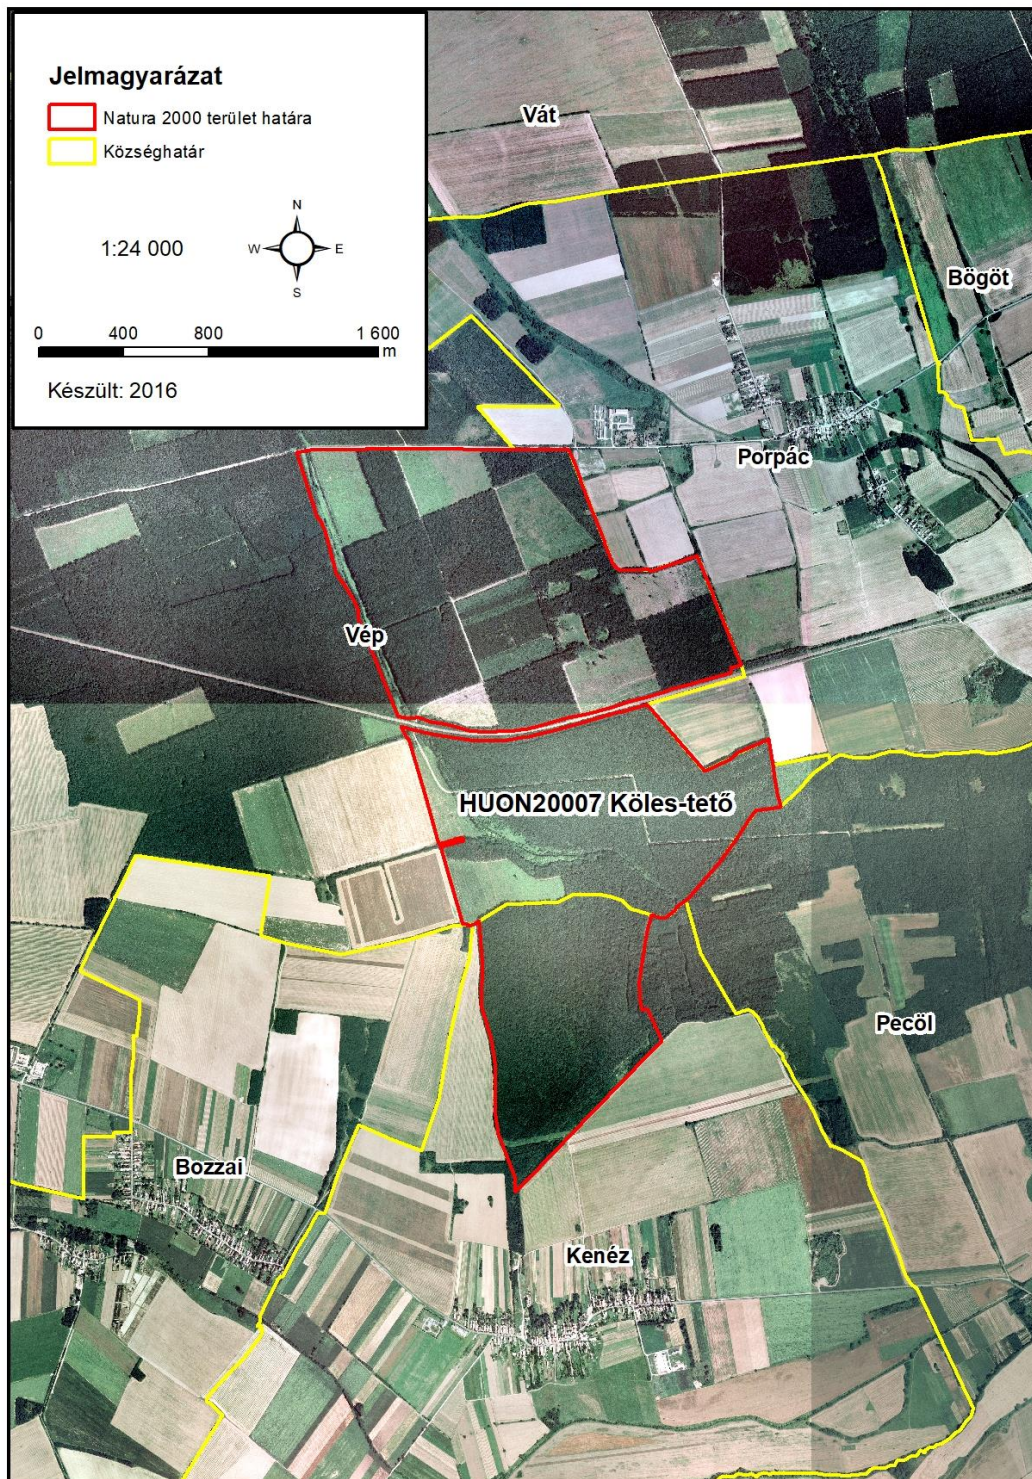 Jelmagyarázat
Natura 2000 terület határa
Községhatár
N
1:24 000
W E
S
0 400 800 1 600
m
Készült: 2016
Vát
Bögöt
Porpác
Vép
HUON20007 Köles-tető
Pecöl
Bozzai
Kenéz